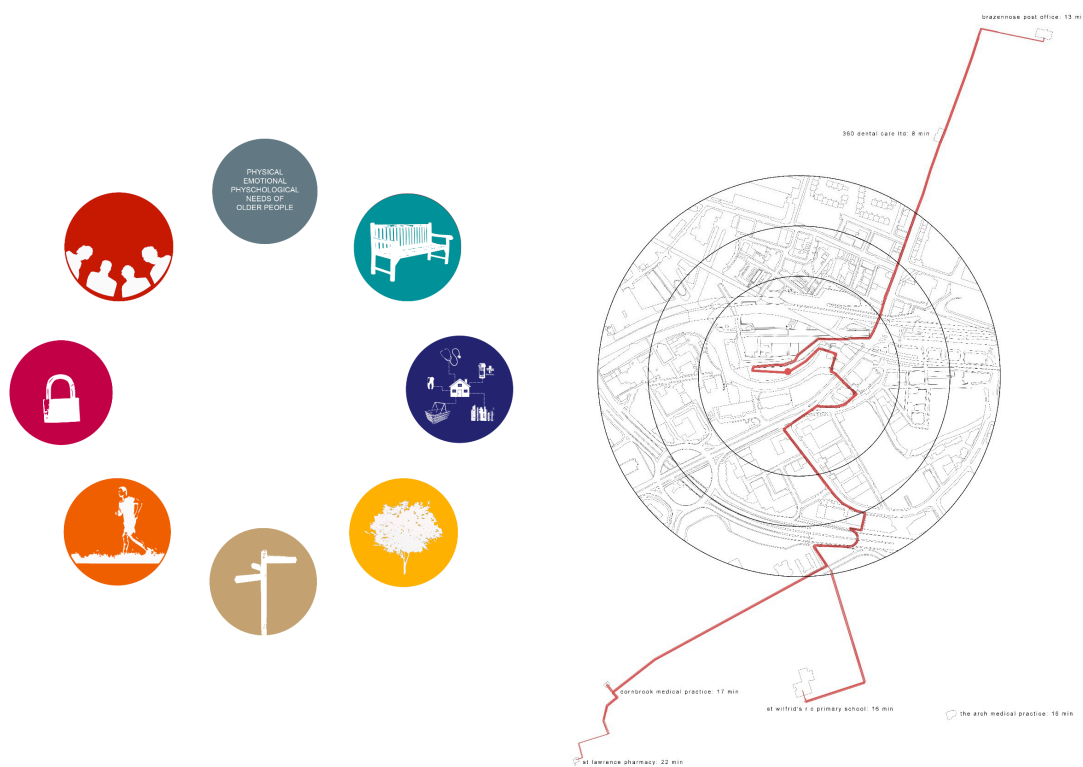 PHYSICAL
EMOTIONAL
PHYSCHOLOGICAL
NEEDS OF
OLDER PEOPLE
brazennose post office: 13 mi
360 dental care ltd: 8 min
cornbrook medical practice: 17 min
st wilfrid's r c primary school: 16 min
the arch medical practice: 16 min
st lawrence pharmacy: 22 min